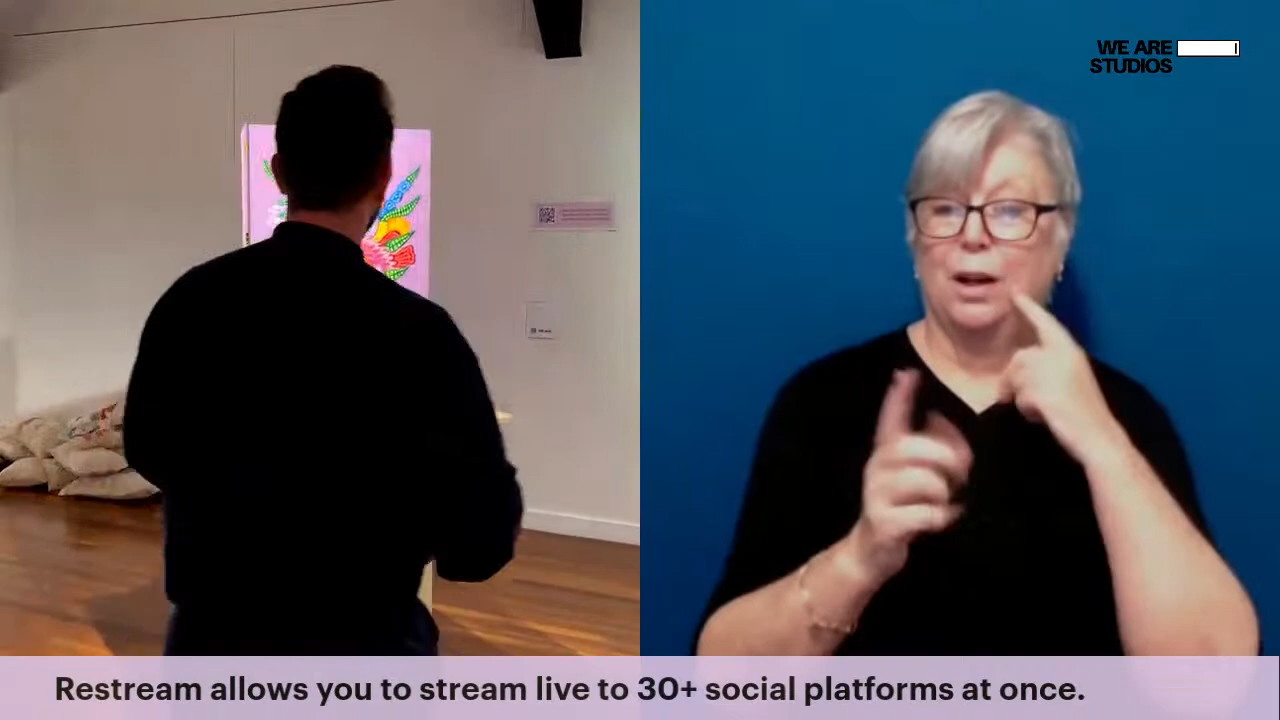 WE ARE
STUDIOS
Restream allows you to stream live to 30+ social platforms at once.